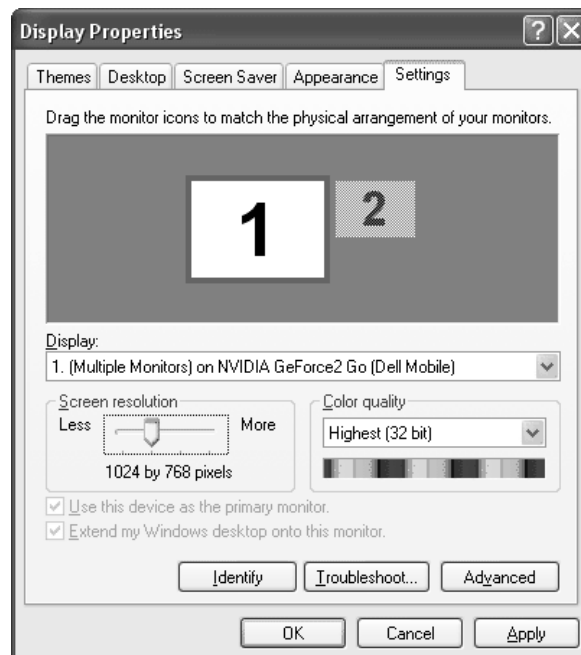 Display Properties
Themes Desktop Screen Saver Appearance Settings
Drag the monitor icons to match the physical arrangement of your monitors.
1 2
Display:
1. (Multiple Monitors) on NVIDIA GeForce2 Go (Dell Mobile)
Screen resolution
Less More
1024 by 768 pixels
Color quality
Highest (32 bit)
Use this device as the primary monitor.
Extend my Windows desktop onto this monitor.
Identify Troubleshoot... Advanced
OK Cancel Apply